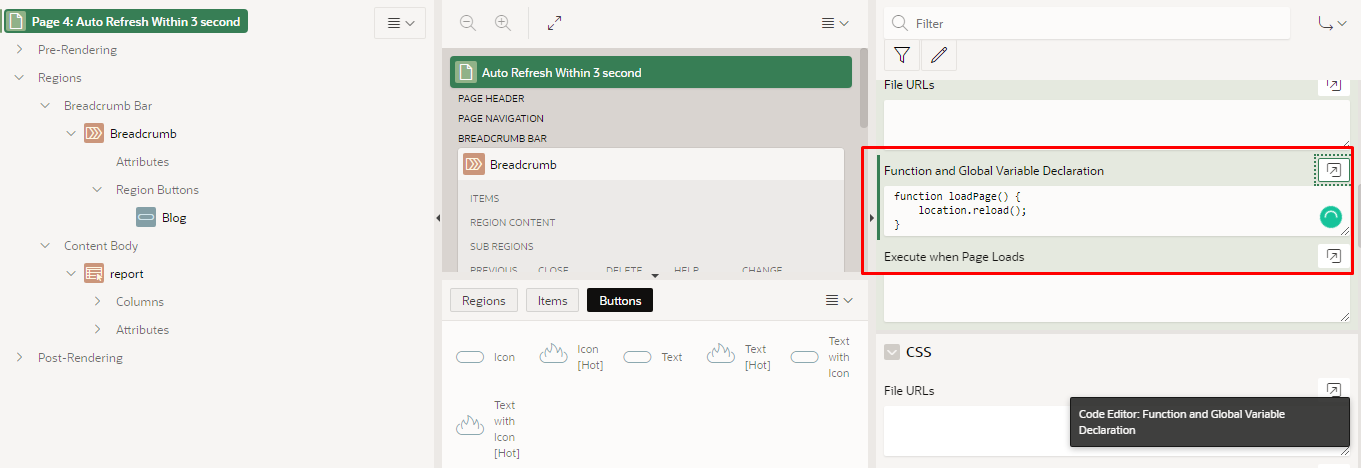 Page 4: Auto Refresh Within 3 second
Pre-Rendering
Regions
Breadcrumb Bar
Breadcrumb
Attributes
Region Buttons
Blog
Content Body
report
Columns
Attributes
Post-Rendering
Auto Refresh Within 3 second
PAGE HEADER
PAGE NAVIGATION
BREADCRUMB BAR
Breadcrumb
ITEMS
REGION CONTENT
SUB REGIONS
PREVIOUS CLOSE DELETE HELP CHANGE
Regions Items Buttons
Icon
Icon
[Hot]
Text
Text
[Hot]
Text
with
Icon
Text
with
Icon
[Hot]
Filter
File URLs
Function and Global Variable Declaration
function loadPage() {
location.reload();
}
Execute when Page Loads
CSS
File URLs
Code Editor: Function and Global Variable
Declaration